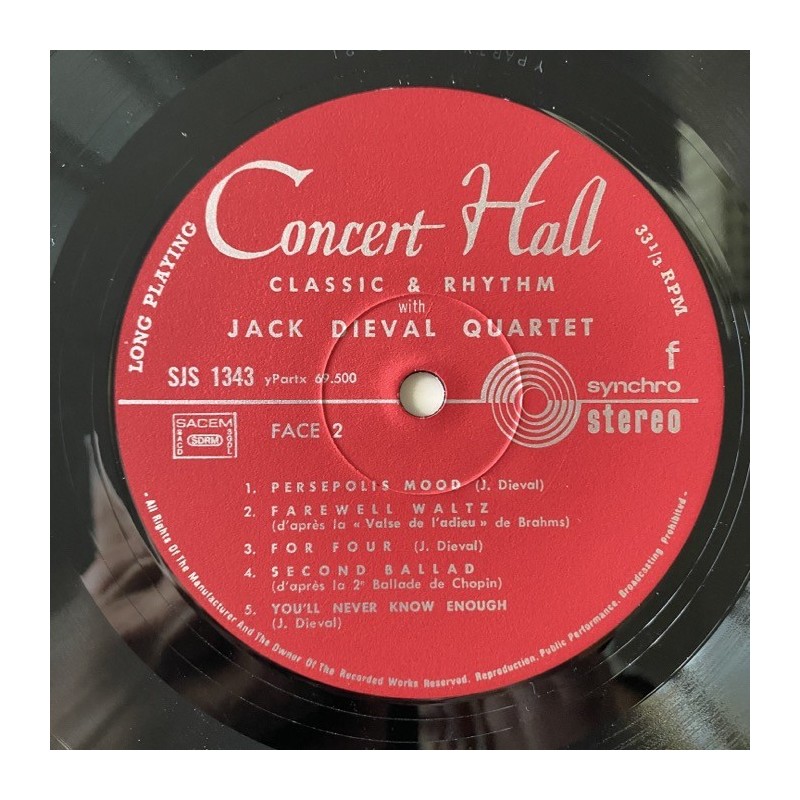 Concert Hall
LONG PLAYING
33 1/3 RPM
CLASSIC & RHYTHM
with
JACK DIEVAL QUARTET
SJS 1343 yPartx 69.500
f
synchro
stereo
SACEM
SACD SDRM SGDL
FACE 2
1. PERSEPOLIS MOOD (J. Dieval)
2. FAREWELL WALTZ
(d'après la « Valse de l'adieu » de Brahms)
3. FOR FOUR (J. Dieval)
4. SECOND BALLAD
(d'après la 2e Ballade de Chopin)
5. YOU'LL NEVER KNOW ENOUGH
(J. Dieval)
- All Rights Of The Manufacturer And The Owner Of The Recorded Works Reserved. Reproduction. Public Performance. Broadcasting Prohibited -